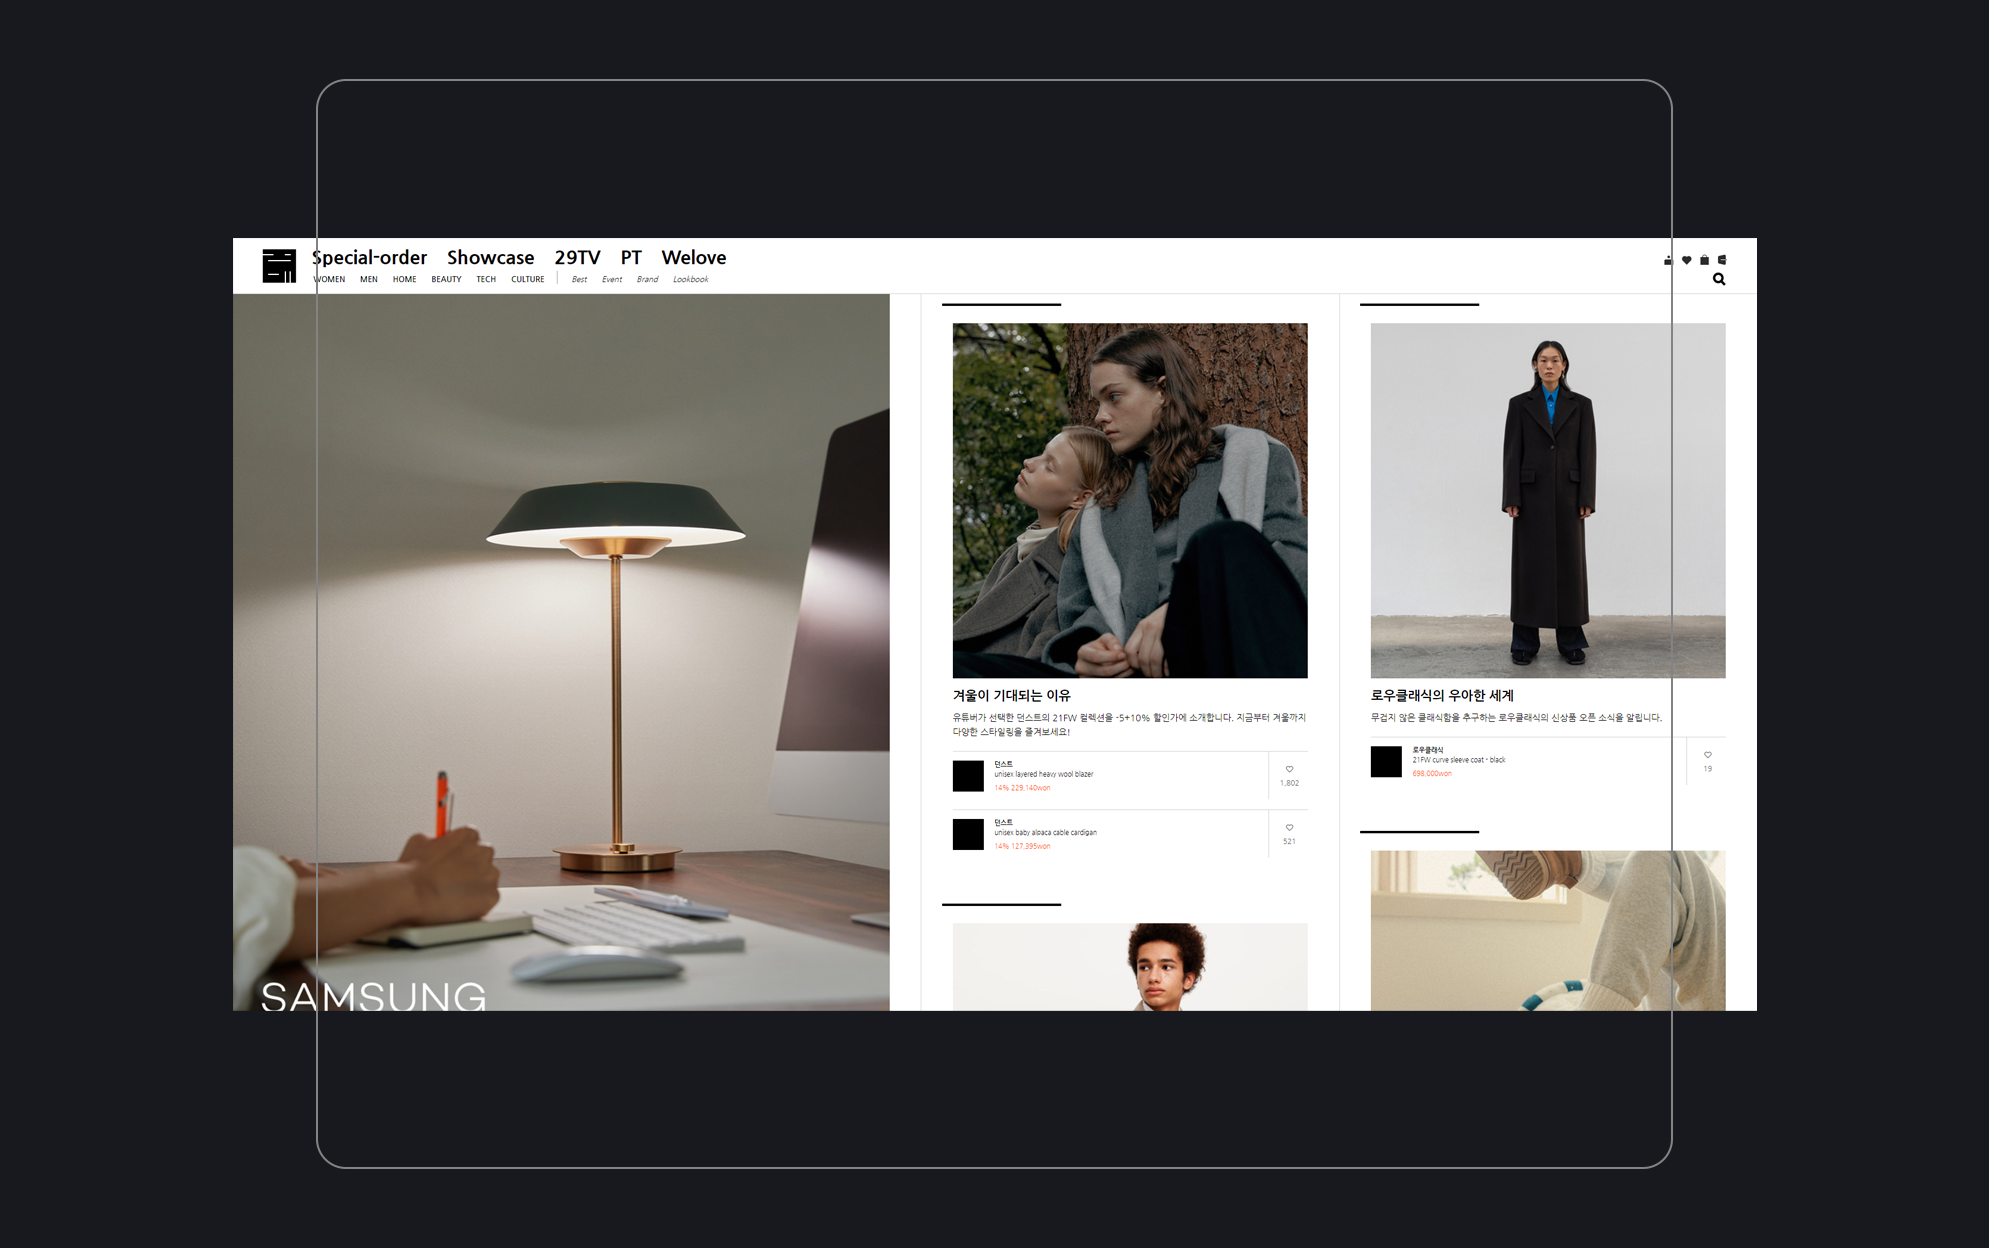 Special-order Showcase 29TV PT Welove
WOMEN MEN HOME BEAUTY TECH CULTURE Best Event Brand Lookbook
SAMSUNG
겨울이 기대되는 이유
유튜버가 선택한 던스트의 21FW 컬렉션을 -5+10% 할인가에 소개합니다. 지금부터 겨울까지
다양한 스타일링을 즐겨보세요!
던스트
unisex layered heavy wool blazer
14% 229,140won
1,802
던스트
unisex baby alpaca cable cardigan
14% 127,395won
521
로우클래식의 우아한 세계
무겁지 않은 클래식함을 추구하는 로우클래식의 신상품 오픈 소식을 알립니다.
로우클래식
21FW curve sleeve coat - black
698,000won
19